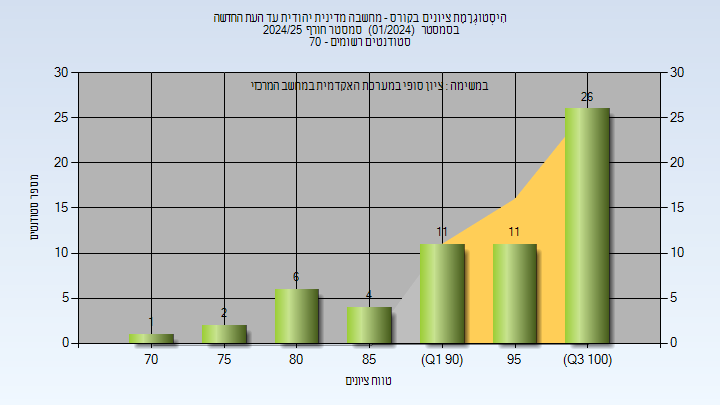 היסטוגרמת ציונים בקורס - מחשבה מדינית יהודית עד העת החדשה
בסמסטר (01/2024) סמסטר חורף 2024/25
סטודנטים רשומים - 70
במשימה : ציון סופי במערכת האקדמית במחשב המרכזי
30 30
25 25
20 20
15 15
10 10
5 5
0 0
1 2 6 4 11 11 26
70 75 80 85 (Q1 90) 95 (Q3 100)
מספר סטודנטים
טווח ציונים